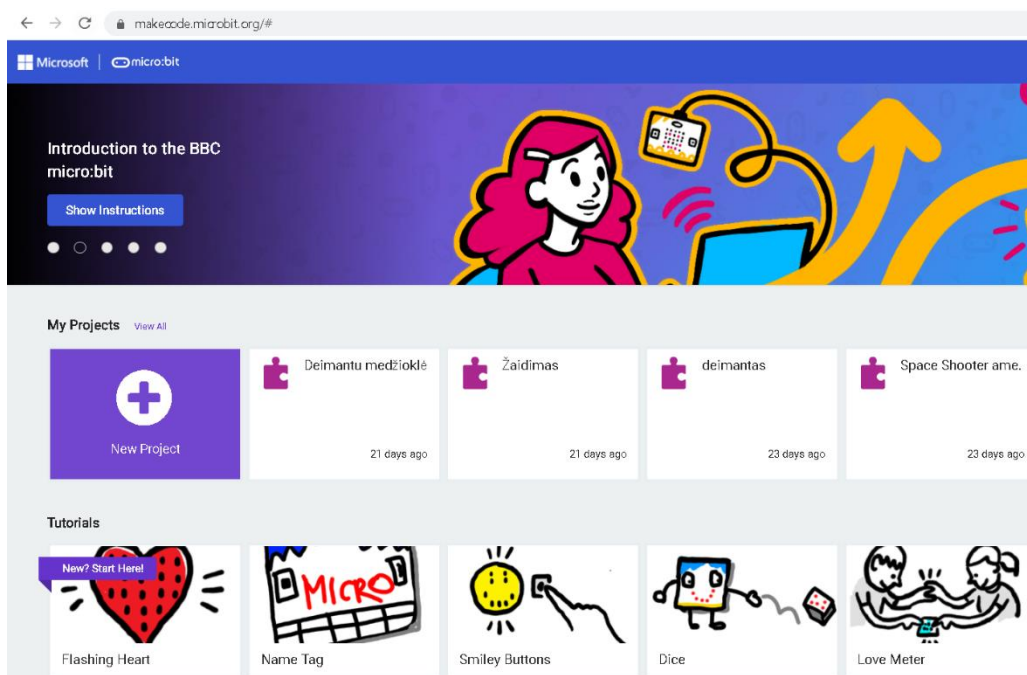 makecode.microbit.org/#
Microsoft | micro:bit
Introduction to the BBC
micro:bit
Show Instructions
My Projects View All
New Project
Deimantu medžioklė
21 days ago
Žaidimas
21 days ago
deimantas
23 days ago
Space Shooter ame.
23 days ago
Tutorials
New? Start Here!
MICRO
Flashing Heart
Name Tag
Smiley Buttons
Dice
Love Meter